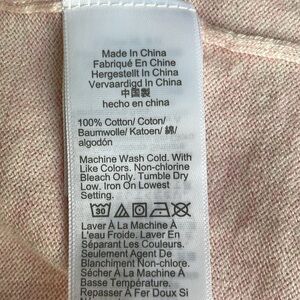 Made In China
Fabriqué En Chine
Hergestellt In China
Vervaardigd In China
中国製
hecho en china
100% Cotton/ Coton/
Baumwolle/ Katoen/ 綿/
algodón
Machine Wash Cold. With
Like Colors. Non-chlorine
Bleach Only. Tumble Dry
Low. Iron On Lowest
Setting.
30
Laver À La Machine À
L'eau Froide. Laver En
Séparant Les Couleurs.
Seulement Agent De
Blanchiment Non-chlore.
Sécher À La Machine À
Basse Température.
Repasser À Fer Doux Si